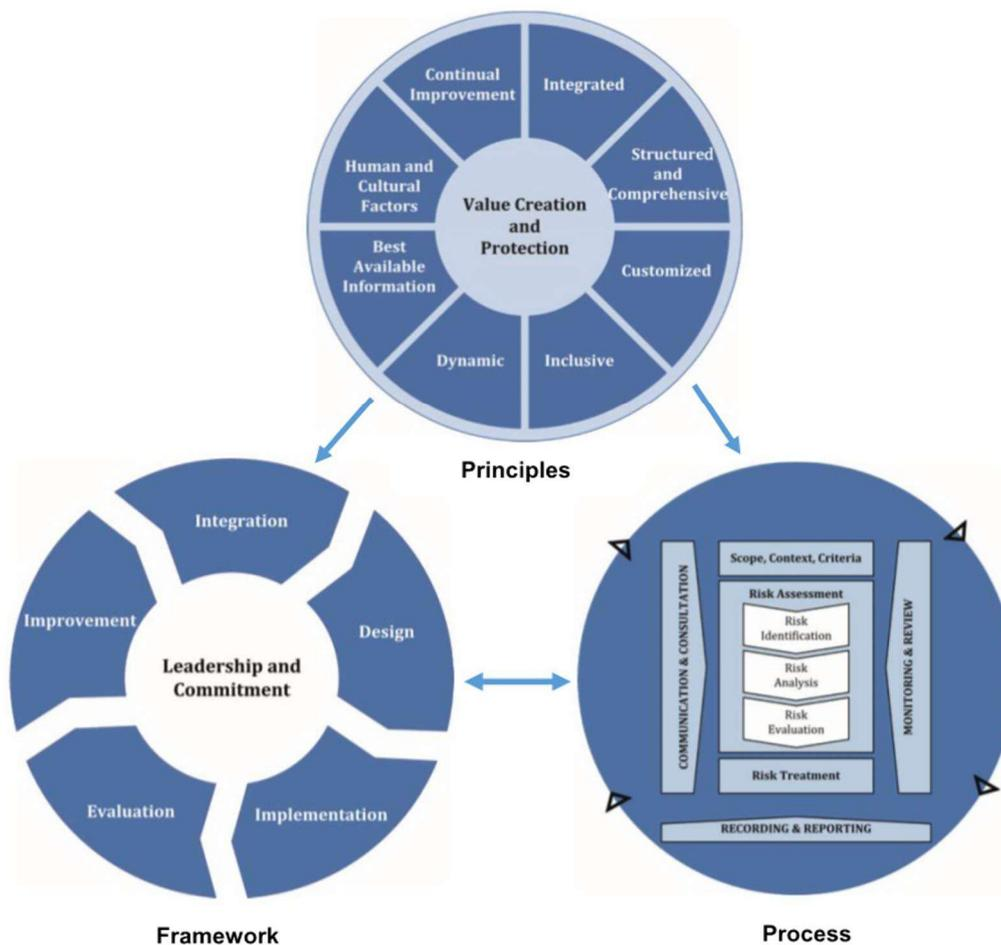 Continual
Improvement
Integrated
Human and
Cultural
Factors
Structured
and
Comprehensive
Value Creation
and
Protection
Best
Available
Information
Customized
Dynamic
Inclusive
Principles
Integration
Improvement
Design
Leadership and
Commitment
Evaluation
Implementation
Framework
Scope, Context, Criteria
Risk Assessment
Risk
Identification
Risk
Analysis
Risk
Evaluation
Risk Treatment
COMMUNICATION & CONSULTATION
MONITORING & REVIEW
RECORDING & REPORTING
Process